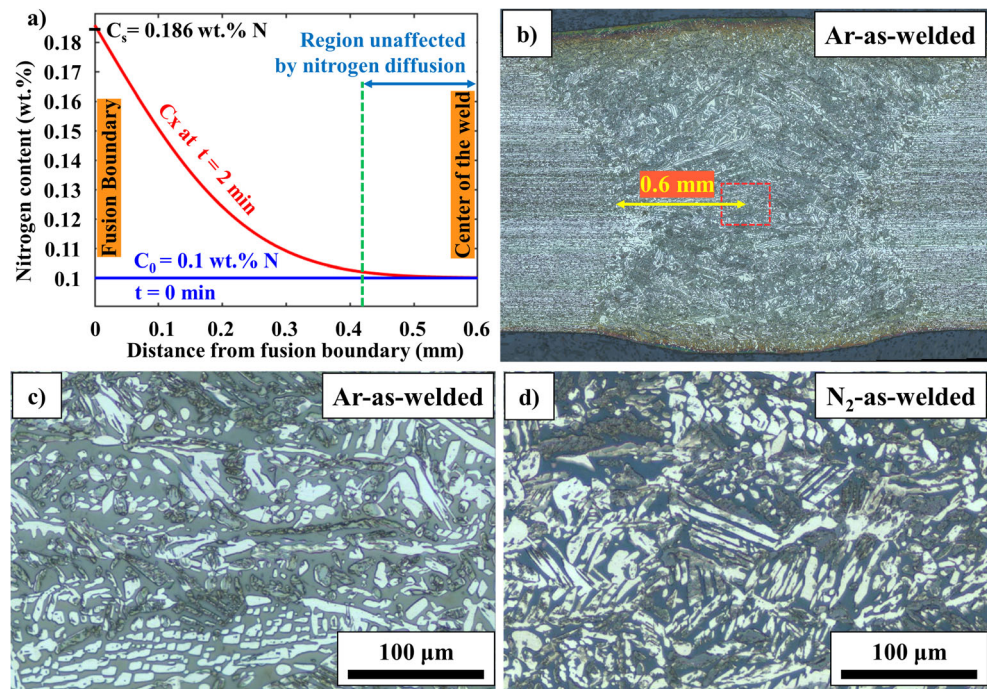 a)
0.18
0.17
0.16
0.15
0.14
0.13
0.12
0.11
0.1
Nitrogen content (wt.%)
Cₛ = 0.186 wt.% N
Region unaffected
by nitrogen diffusion
Cx at t = 2 min
Fusion Boundary
Center of the weld
C₀ = 0.1 wt.% N
t = 0 min
0 0.1 0.2 0.3 0.4 0.5 0.6
Distance from fusion boundary (mm)
b)
Ar-as-welded
0.6 mm
c)
Ar-as-welded
100 μm
d)
N₂-as-welded
100 μm